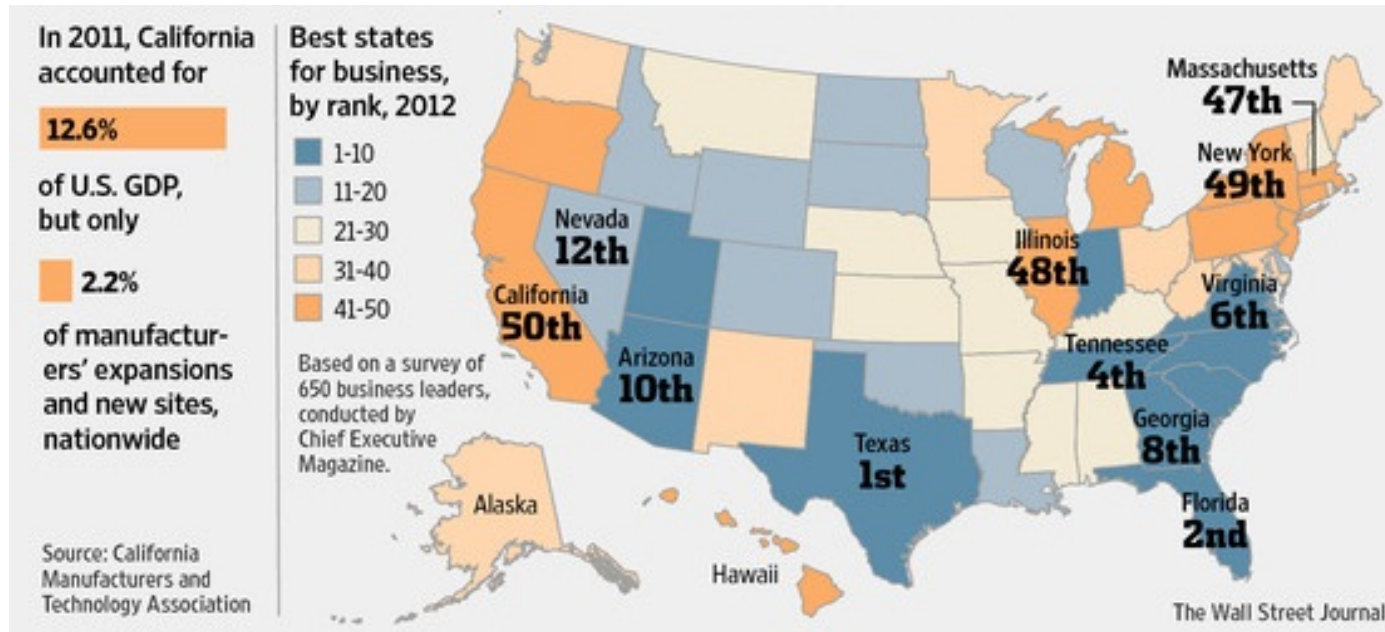 In 2011, California
accounted for
12.6%
of U.S. GDP,
but only
2.2%
of manufactur-
ers' expansions
and new sites,
nationwide
Source: California
Manufacturers and
Technology Association
Best states
for business,
by rank, 2012
1-10
11-20
21-30
31-40
41-50
Based on a survey of
650 business leaders,
conducted by
Chief Executive
Magazine.
Massachusetts
47th
New York
49th
Nevada
12th
Illinois
48th
California
50th
Virginia
6th
Arizona
10th
Tennessee
4th
Georgia
8th
Texas
1st
Florida
2nd
Alaska
Hawaii
The Wall Street Journal